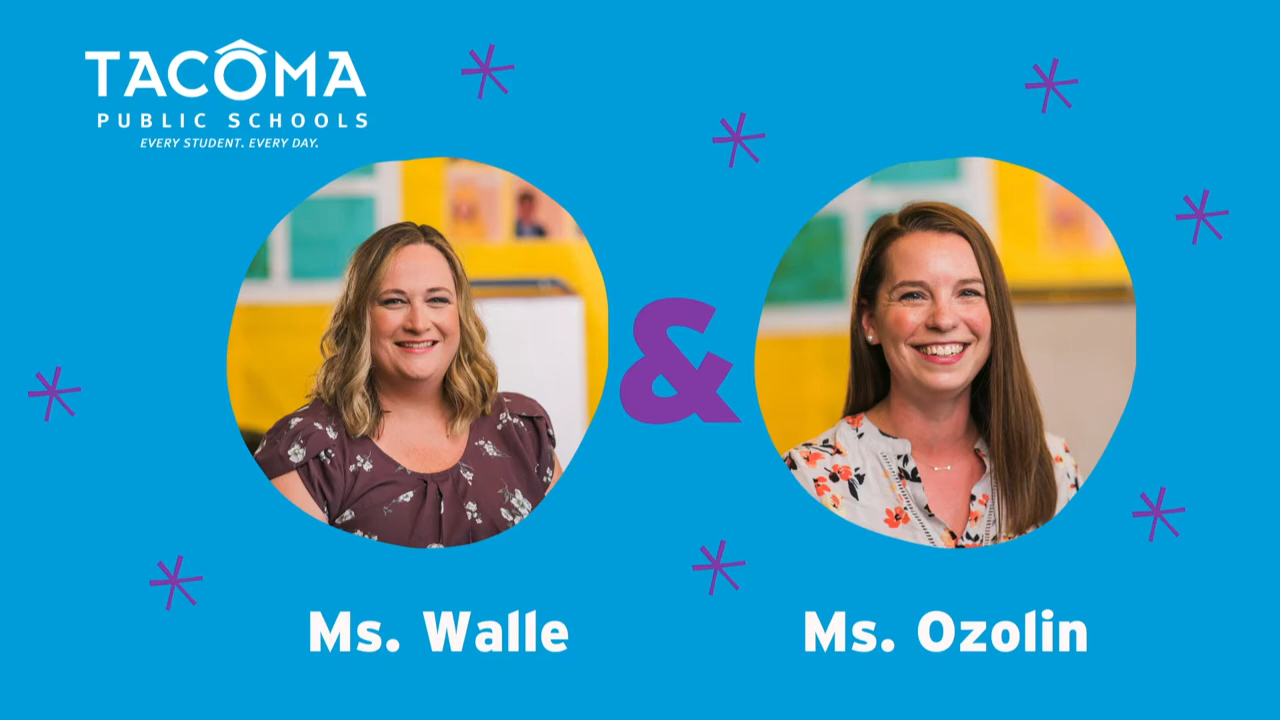 TACOMA
PUBLIC SCHOOLS
EVERY STUDENT. EVERY DAY.
&
Ms. Walle
Ms. Ozolin